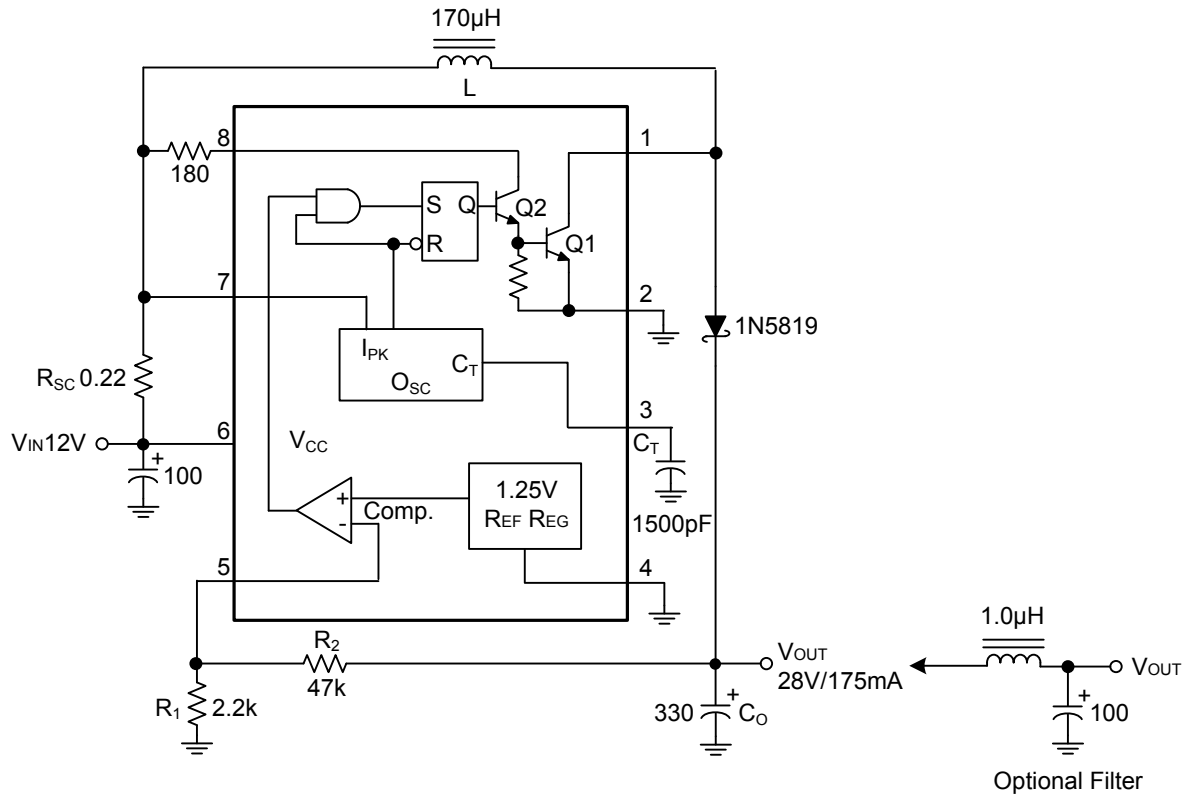 170µH
L
8
1
180
S
Q
Q2
R
Q1
7
2
1N5819
IPK
CT
OSC
RSC 0.22
3
VIN12V
6
VCC
CT
+
100
1.25V
REF REG
+
Comp.
-
1500pF
5
4
1.0µH
R2
VOUT
28V/175mA
VOUT
47k
R1
2.2k
330
+
CO
+
100
Optional Filter